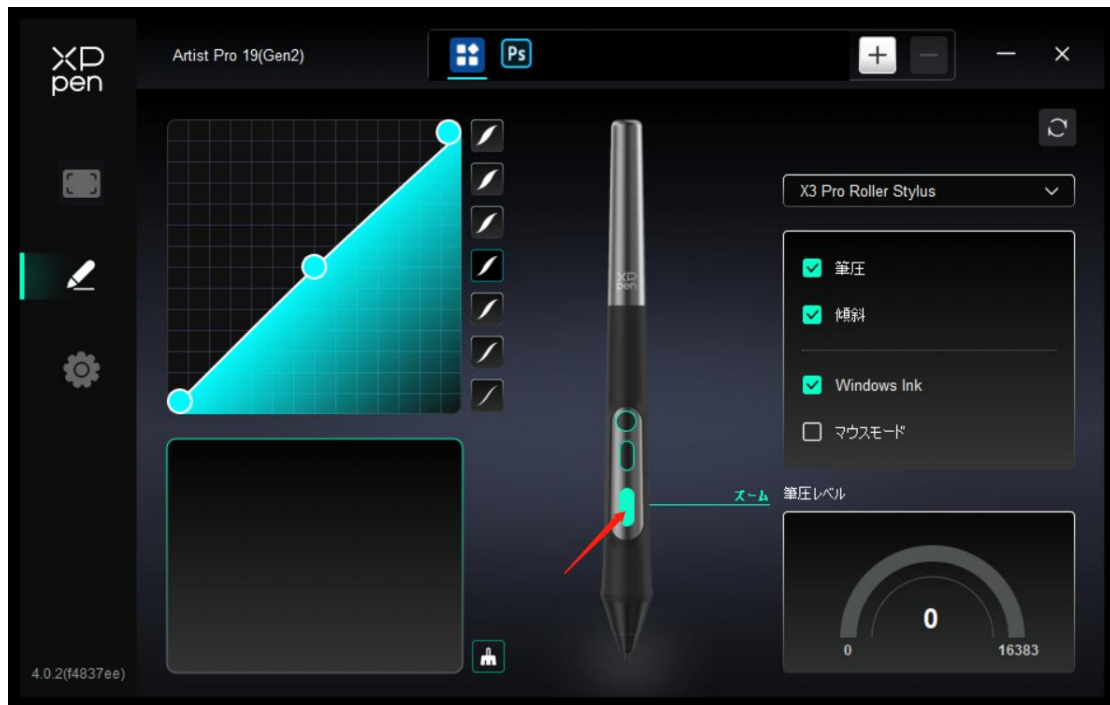 XP
pen
Artist Pro 19(Gen2)
Ps
X3 Pro Roller Stylus
筆圧
傾斜
Windows Ink
マウスモード
XP
pen
ズーム
筆圧レベル
0
0
16383
4.0.2(f4837ee)